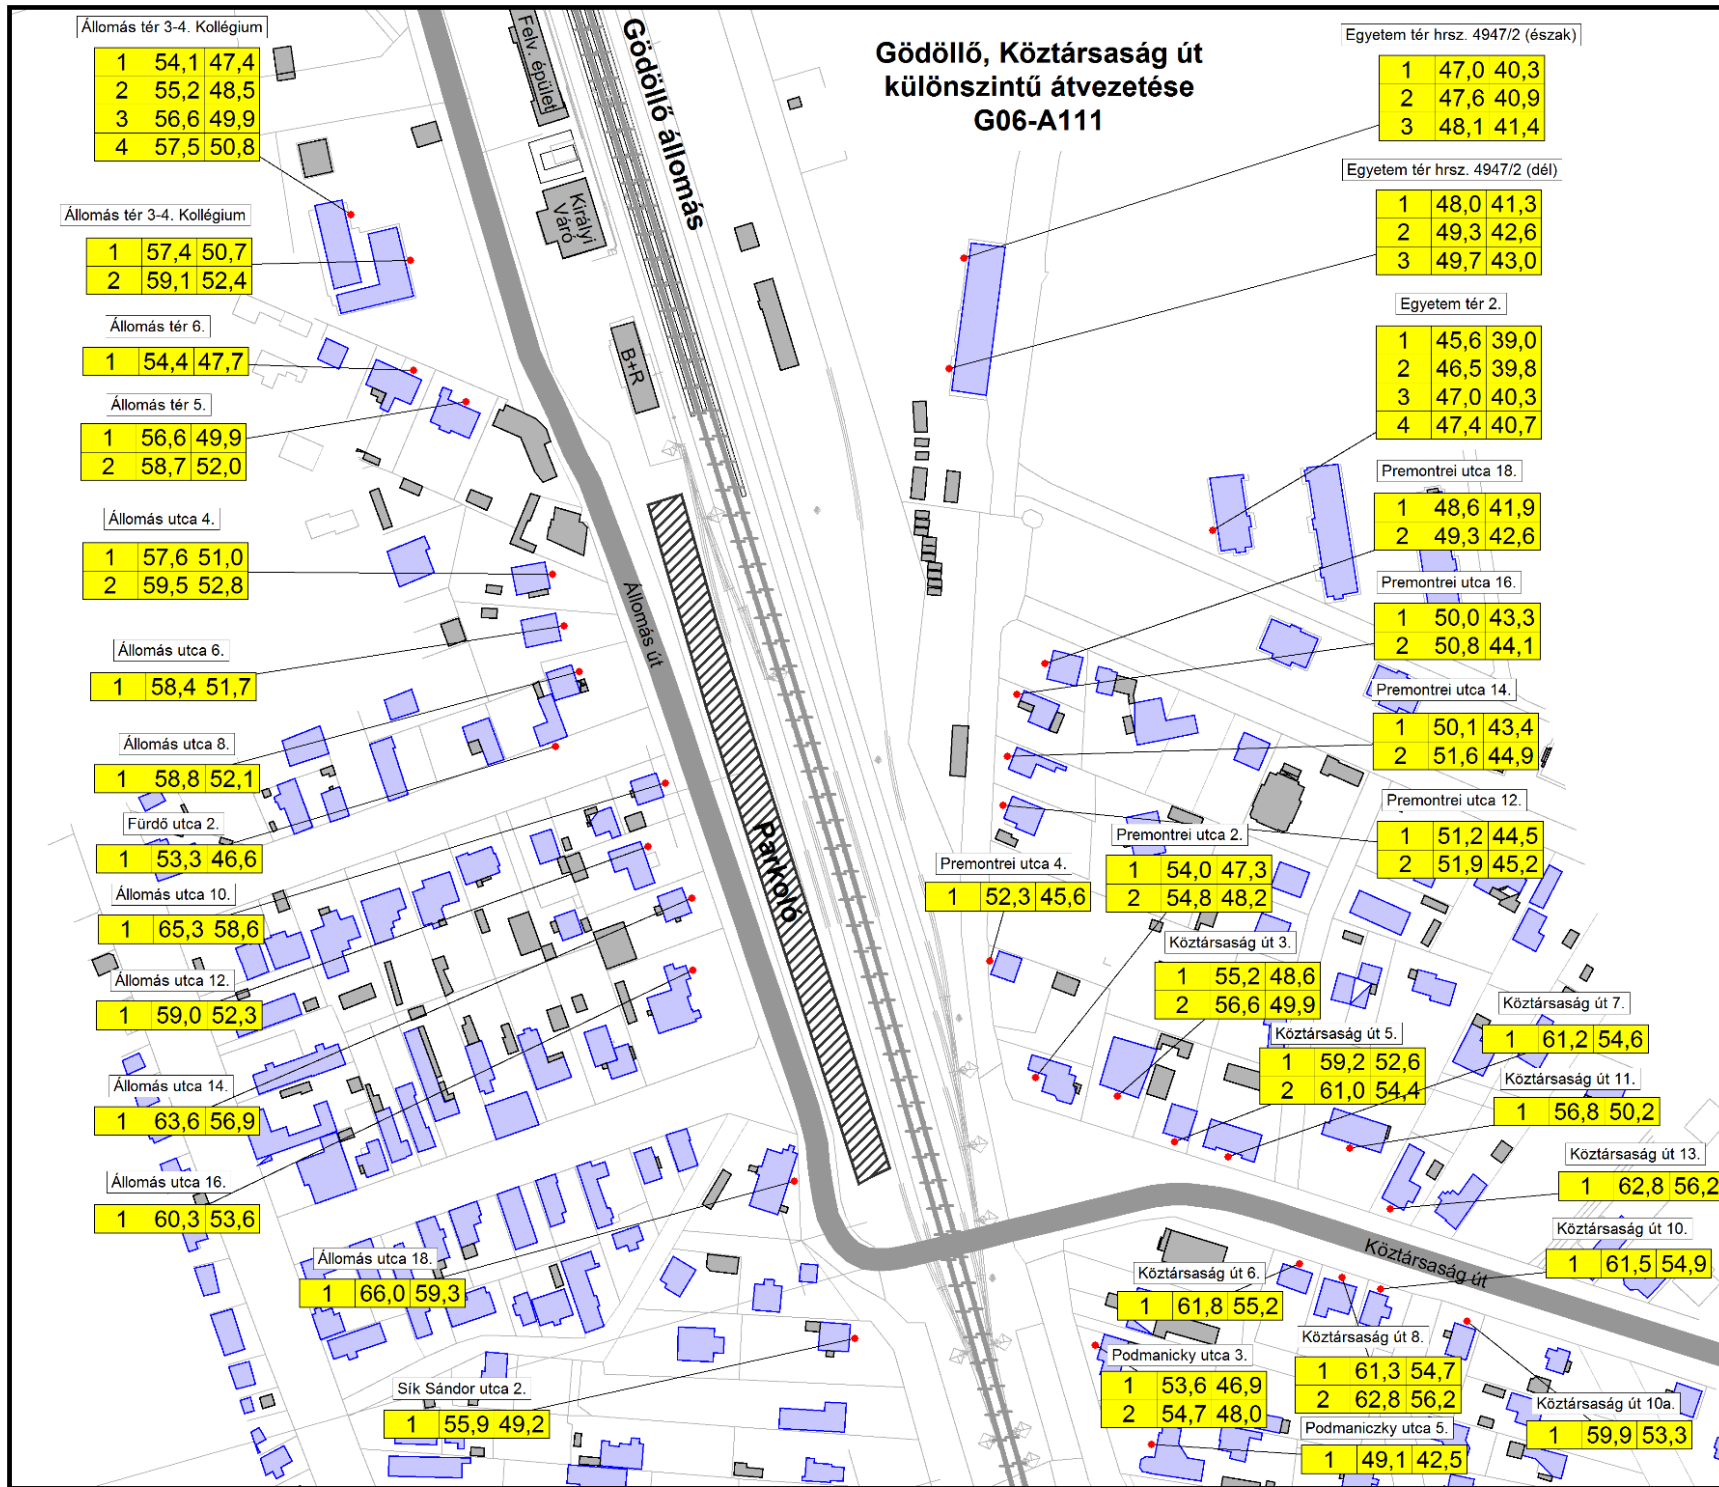 Gödöllő, Köztársaság út
különszintű átvezetése
G06-A111
Állomás tér 3-4. Kollégium
1 54,1 47,4
2 55,2 48,5
3 56,6 49,9
4 57,5 50,8
Állomás tér 3-4. Kollégium
1 57,4 50,7
2 59,1 52,4
Állomás tér 6.
1 54,4 47,7
Állomás tér 5.
1 56,6 49,9
2 58,7 52,0
Állomás utca 4.
1 57,6 51,0
2 59,5 52,8
Állomás utca 6.
1 58,4 51,7
Állomás utca 8.
1 58,8 52,1
Fürdő utca 2.
1 53,3 46,6
Állomás utca 10.
1 65,3 58,6
Állomás utca 12.
1 59,0 52,3
Állomás utca 14.
1 63,6 56,9
Állomás utca 16.
1 60,3 53,6
Állomás utca 18.
1 66,0 59,3
Sík Sándor utca 2.
1 55,9 49,2
Felv. épület
Gödöllő állomás
Királyi
Váró
B+R
Állomás út
Parkoló
Köztársaság út
Egyetem tér hrsz. 4947/2 (észak)
1 47,0 40,3
2 47,6 40,9
3 48,1 41,4
Egyetem tér hrsz. 4947/2 (dél)
1 48,0 41,3
2 49,3 42,6
3 49,7 43,0
Egyetem tér 2.
1 45,6 39,0
2 46,5 39,8
3 47,0 40,3
4 47,4 40,7
Premontrei utca 18.
1 48,6 41,9
2 49,3 42,6
Premontrei utca 16.
1 50,0 43,3
2 50,8 44,1
Premontrei utca 14.
1 50,1 43,4
2 51,6 44,9
Premontrei utca 12.
1 51,2 44,5
2 51,9 45,2
Premontrei utca 2.
1 54,0 47,3
2 54,8 48,2
Premontrei utca 4.
1 52,3 45,6
Köztársaság út 3.
1 55,2 48,6
2 56,6 49,9
Köztársaság út 5.
1 59,2 52,6
2 61,0 54,4
Köztársaság út 7.
1 61,2 54,6
Köztársaság út 11.
1 56,8 50,2
Köztársaság út 13.
1 62,8 56,2
Köztársaság út 10.
1 61,5 54,9
Köztársaság út 6.
1 61,8 55,2
Köztársaság út 8.
1 61,3 54,7
2 62,8 56,2
Podmanicky utca 3.
1 53,6 46,9
2 54,7 48,0
Köztársaság út 10a.
1 59,9 53,3
Podmaniczky utca 5.
1 49,1 42,5